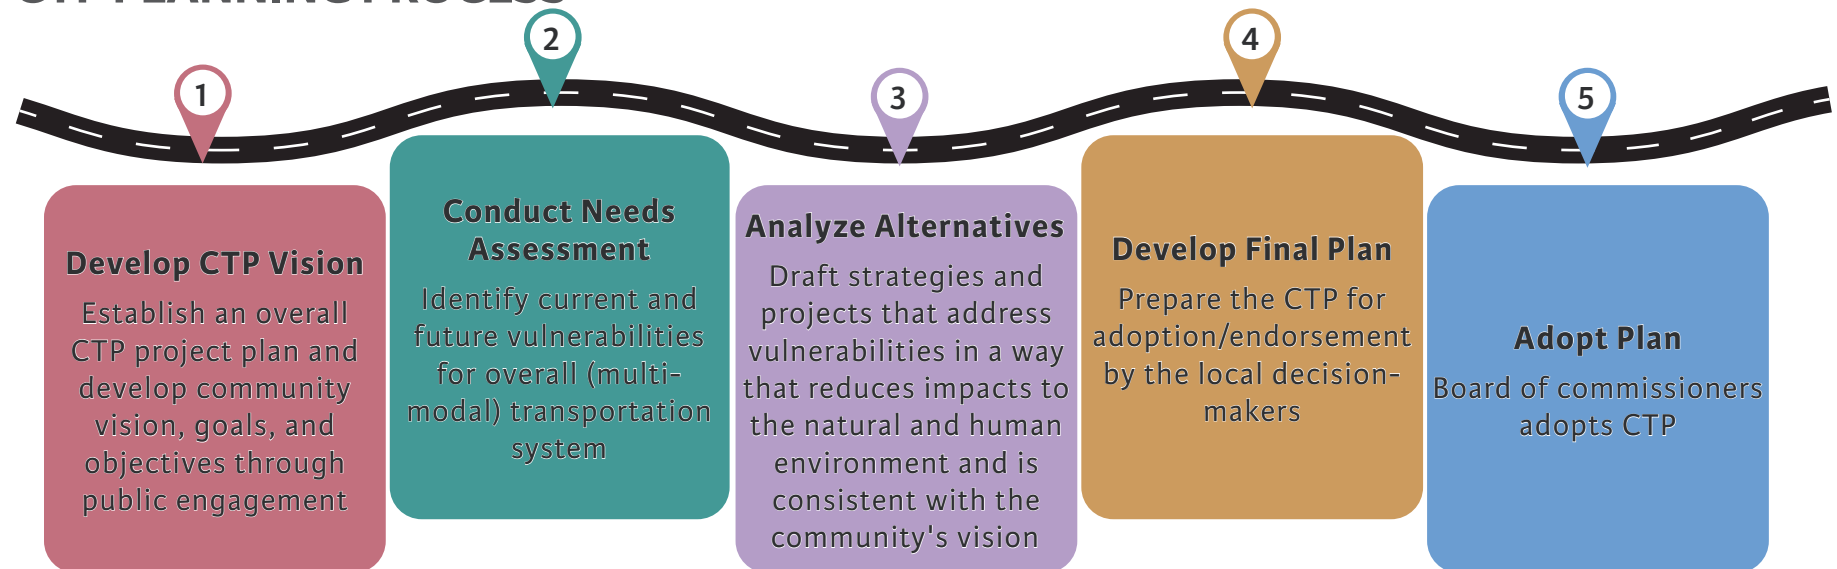 CTP PLANNING PROCESS
1
2
3
4
5
Develop CTP Vision
Establish an overall
CTP project plan and
develop community
vision, goals, and
objectives through
public engagement
Conduct Needs
Assessment
Identify current and
future vulnerabilities
for overall (multi-
modal) transportation
system
Analyze Alternatives
Draft strategies and
projects that address
vulnerabilities in a way
that reduces impacts to
the natural and human
environment and is
consistent with the
community's vision
Develop Final Plan
Prepare the CTP for
adoption/endorsement
by the local decision-
makers
Adopt Plan
Board of commissioners
adopts CTP